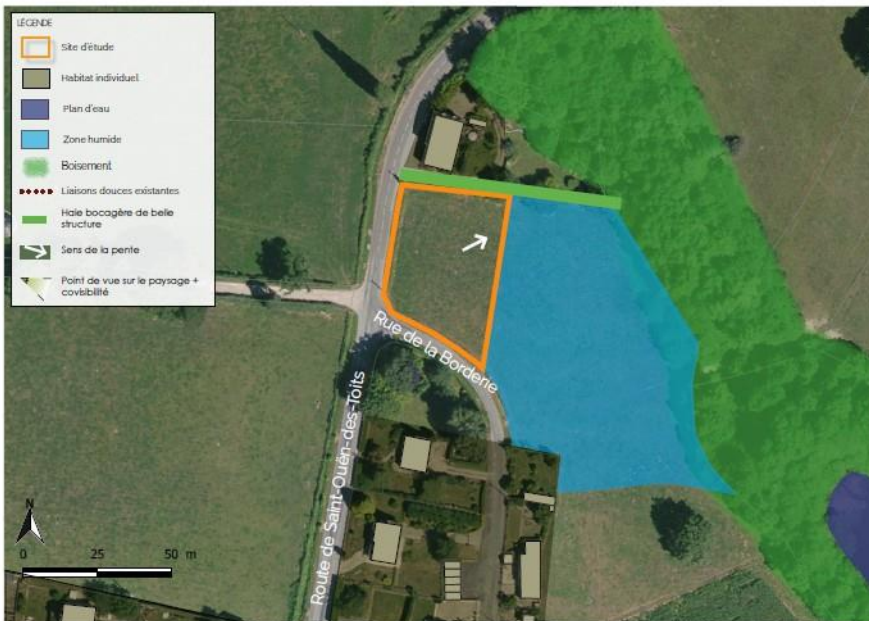 LÉGENDE
Site d'étude
Habitat individuel
Plan d'eau
Zone humide
Boisement
Liaisons douces existantes
Haie bocagère de belle
structure
Sens de la pente
Point de vue sur le paysage +
covisibilité
Rue de la Borderie
Route de Saint-Ouën-des-Toits
N
0 25 50 m